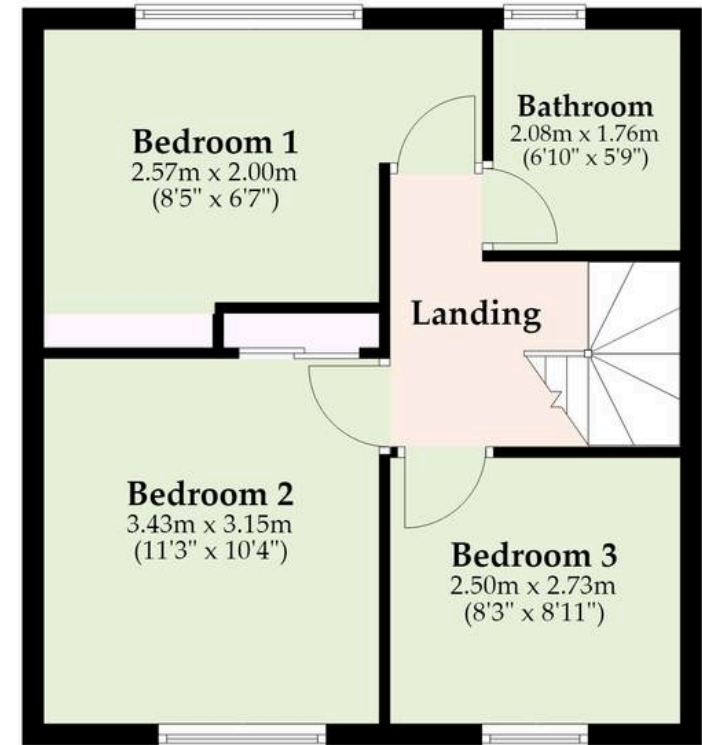 Bedroom 1
2.57m x 2.00m
(8'5" x 6'7")
Bathroom
2.08m x 1.76m
(6'10" x 5'9")
Landing
Bedroom 2
3.43m x 3.15m
(11'3" x 10'4")
Bedroom 3
2.50m x 2.73m
(8'3" x 8'11")